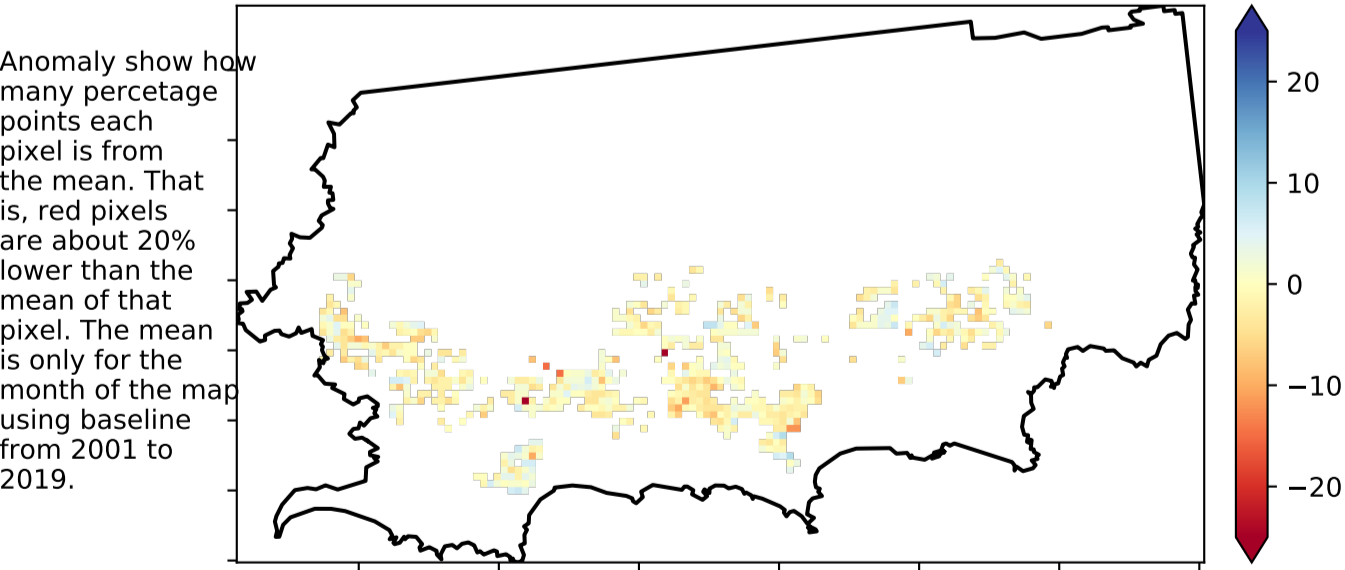 Anomaly show how
many percetage
points each
pixel is from
the mean. That
is, red pixels
are about 20%
lower than the
mean of that
pixel. The mean
is only for the
month of the map
using baseline
from 2001 to
2019.
20
10
0
−10
−20